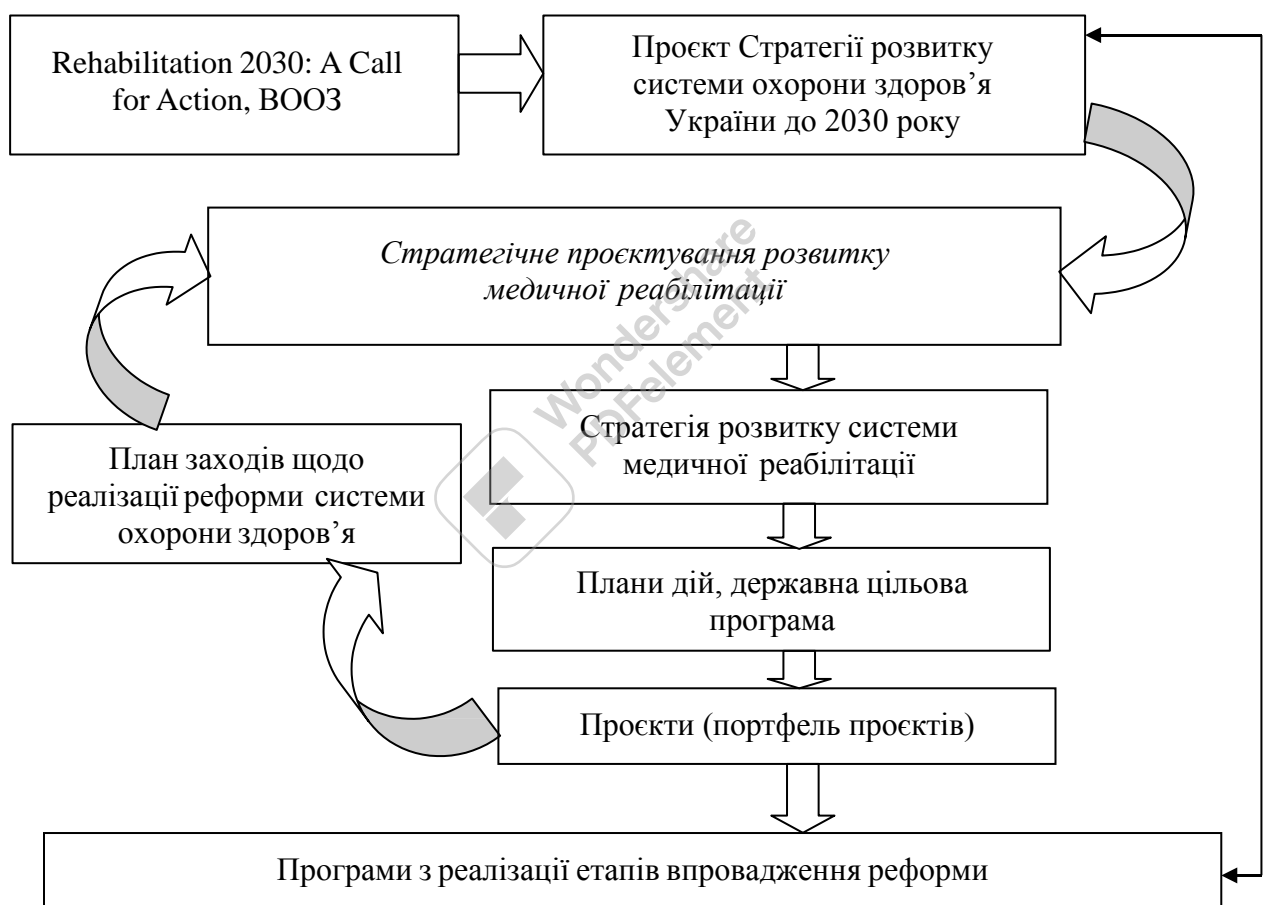 Rehabilitation 2030: A Call
for Action, ВООЗ
Проєкт Стратегії розвитку
системи охорони здоров’я
України до 2030 року
Стратегічне проєктування розвитку
медичної реабілітації
Wondershare
PDFelement
Стратегія розвитку системи
медичної реабілітації
План заходів щодо
реалізації реформи системи
охорони здоров’я
Плани дій, державна цільова
програма
Проєкти (портфель проєктів)
Програми з реалізації етапів впровадження реформи